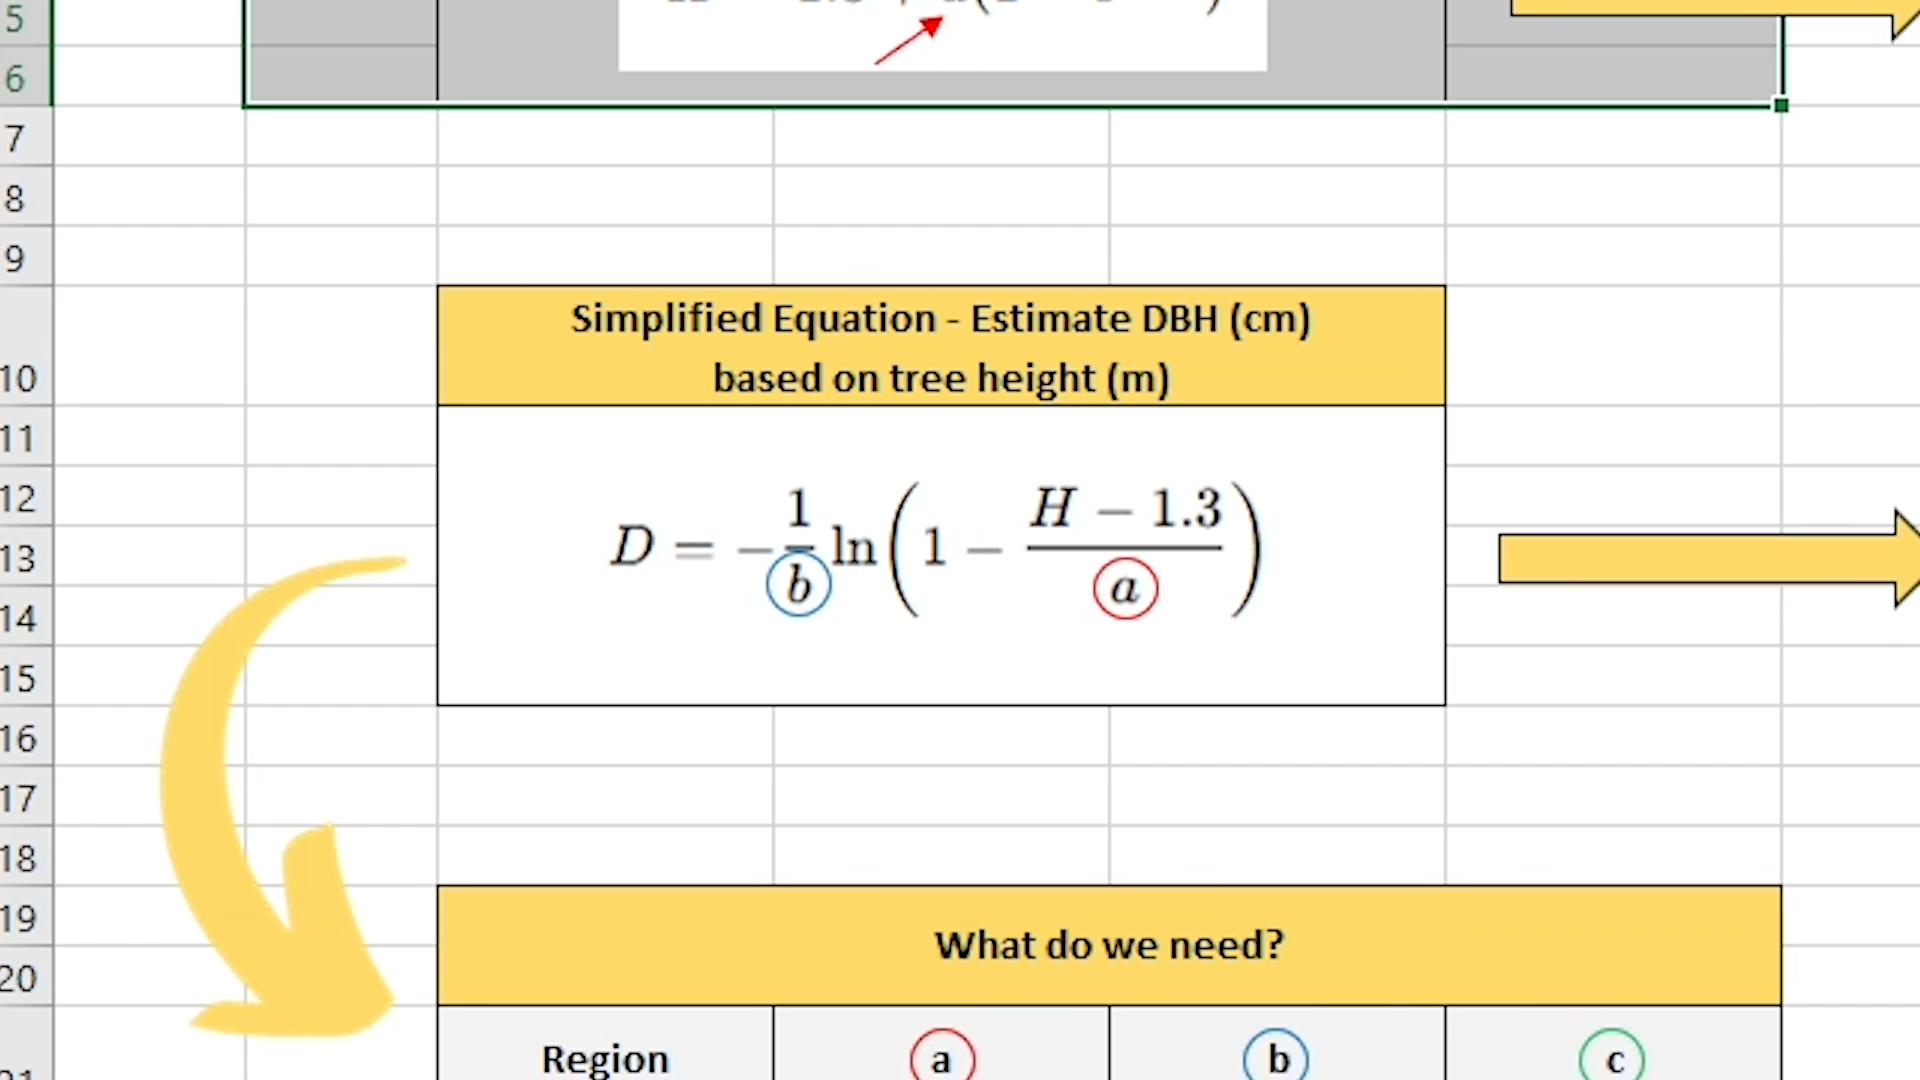 5
6
7
8
9
Simplified Equation - Estimate DBH (cm)
10 based on tree height (m)
11
12
13 D = -1/b ln(1 - (H - 1.3)/a)
14
15
16
17
18
19 What do we need?
20
Region a b c